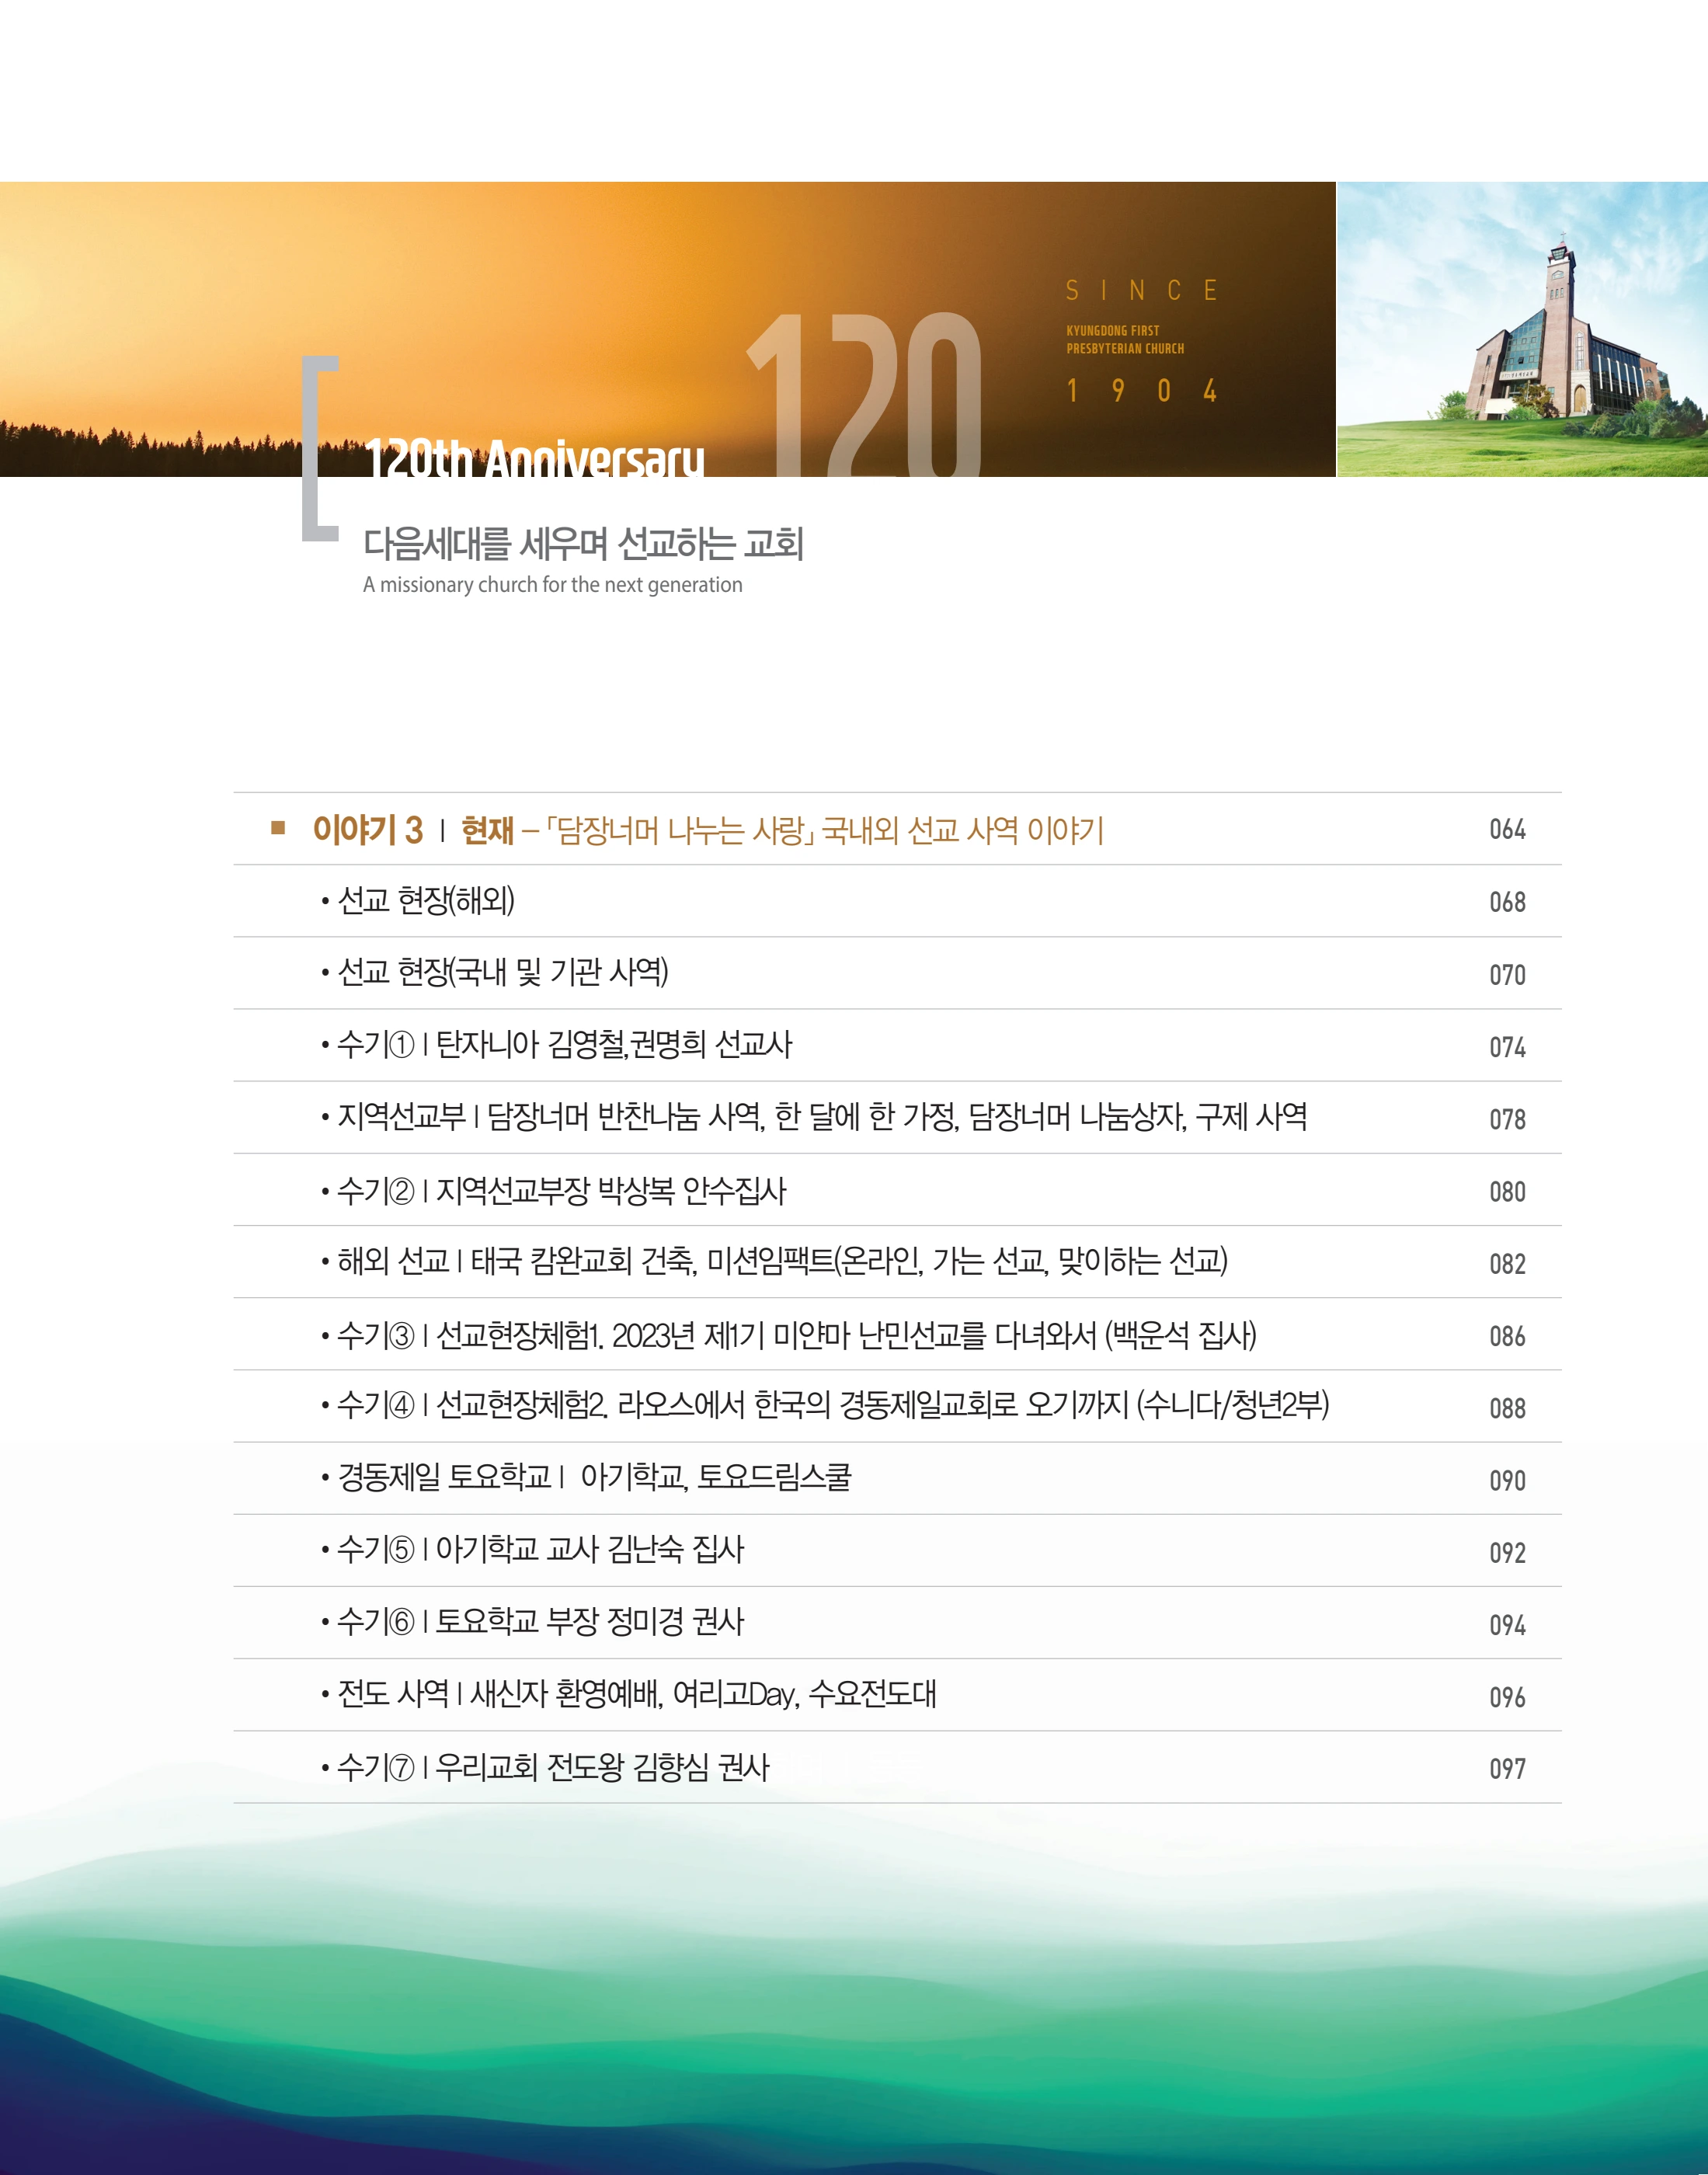 SINCE
KYUNGDONG FIRST
PRESBYTERIAN CHURCH
1904
120
120th Anniversary
다음세대를 세우며 선교하는 교회
A missionary church for the next generation
■ 이야기 3 | 현재 – 「담장너머 나누는 사랑」 국내외 선교 사역 이야기 064
• 선교 현장(해외) 068
• 선교 현장(국내 및 기관 사역) 070
• 수기① | 탄자니아 김영철,권명희 선교사 074
• 지역선교부 | 담장너머 반찬나눔 사역, 한 달에 한 가정, 담장너머 나눔상자, 구제 사역 078
• 수기② | 지역선교부장 박상복 안수집사 080
• 해외 선교 | 태국 캄완교회 건축, 미션임팩트(온라인, 가는 선교, 맞이하는 선교) 082
• 수기③ | 선교현장체험1. 2023년 제1기 미얀마 난민선교를 다녀와서 (백운석 집사) 086
• 수기④ | 선교현장체험2. 라오스에서 한국의 경동제일교회로 오기까지 (수니다/청년2부) 088
• 경동제일 토요학교 | 아기학교, 토요드림스쿨 090
• 수기⑤ | 아기학교 교사 김난숙 집사 092
• 수기⑥ | 토요학교 부장 정미경 권사 094
• 전도 사역 | 새신자 환영예배, 여리고Day, 수요전도대 096
• 수기⑦ | 우리교회 전도왕 김향심 권사 097